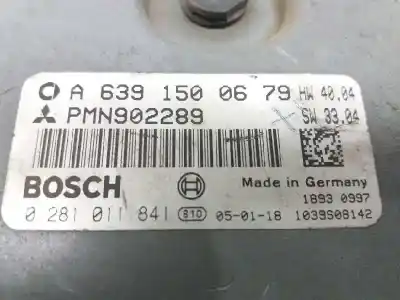 A 639 150 06 79 HW 40.04
PMN902289 SW 33.04
BOSCH Made in Germany
1893 0997
0 281 011 841 810 05-01-18 1039S08142